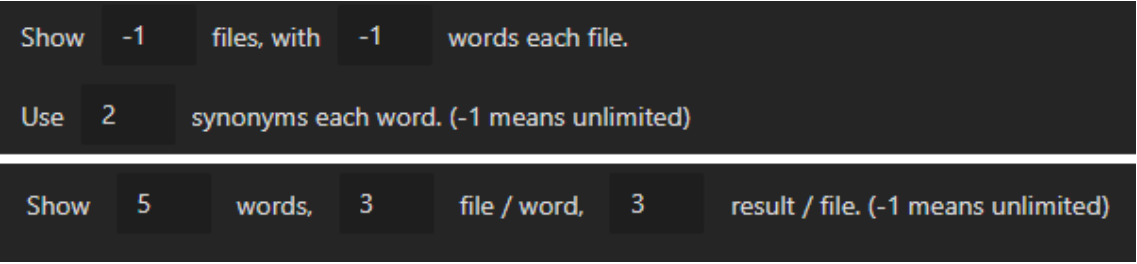 Show -1 files, with -1 words each file.
Use 2 synonyms each word. (-1 means unlimited)
Show 5 words, 3 file / word, 3 result / file. (-1 means unlimited)